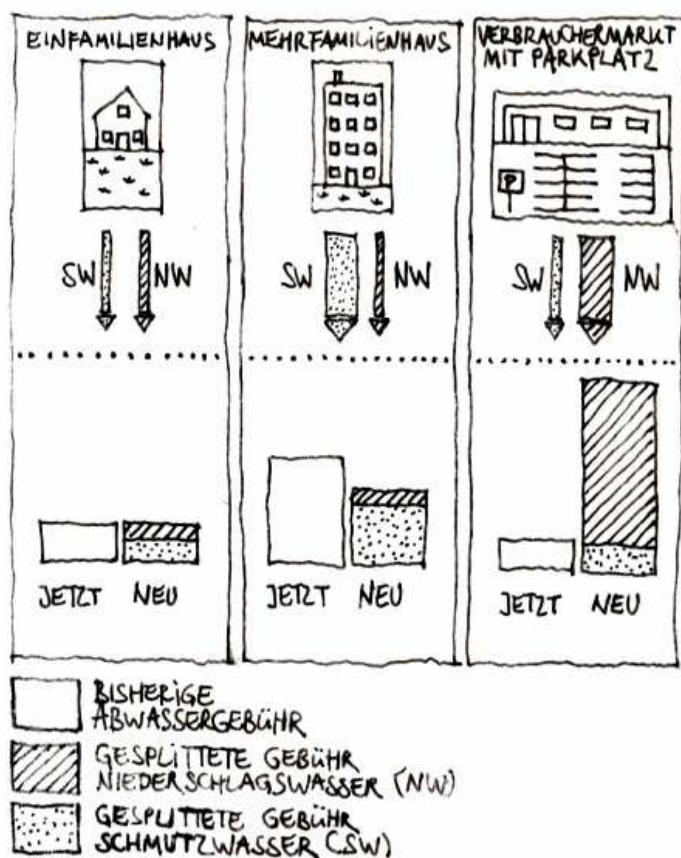 EINFAMILIENHAUS
SW NW
JETZT NEU
MEHRFAMILIENHAUS
SW NW
JETZT NEU
VERBRAUCHERMARKT
MIT PARKPLATZ
P
SW NW
JETZT NEU
BISHERIGE
ABWASSERGEBÜHR
GESPLITTETE GEBÜHR
NIEDERSCHLAGSWASSER (NW)
GESPLITTETE GEBÜHR
SCHMUTZWASSER (SW)